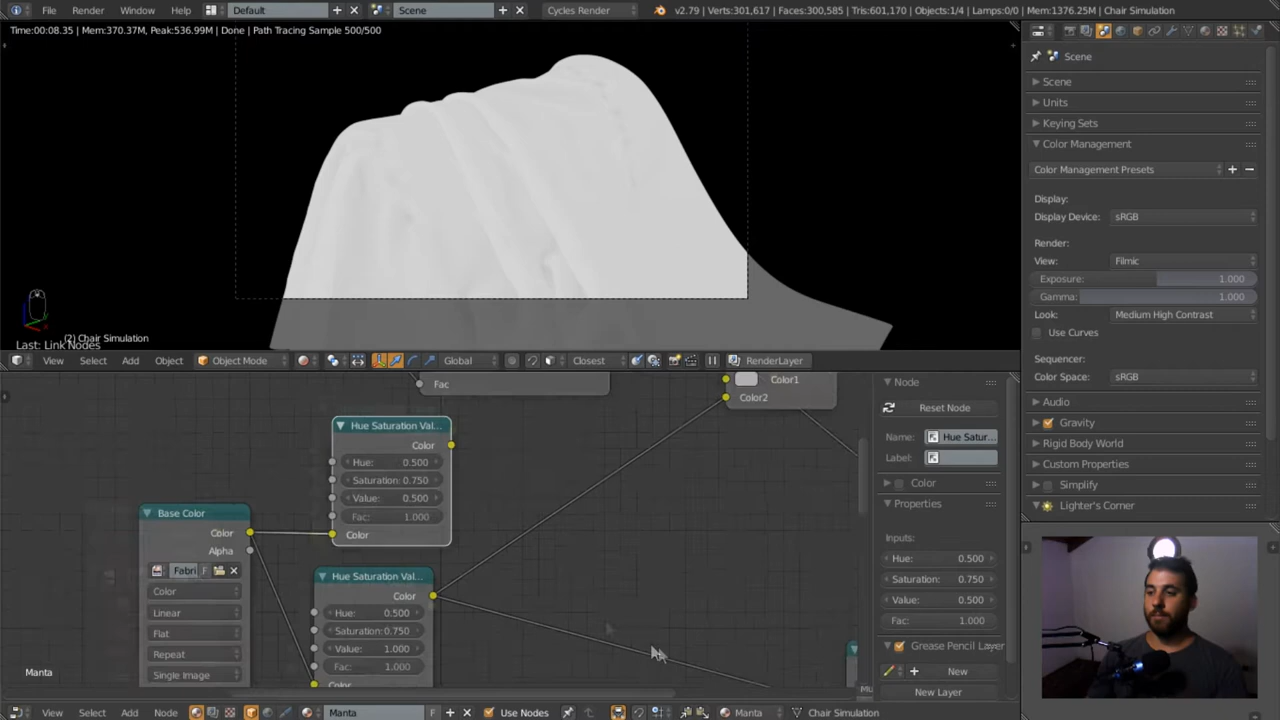 File Render Window Help Default Scene Cycles Render v2.79 | Verts:301,617 | Faces:300,585 | Tris:601,170 | Objects:1/4 | Lamps:0/0 | Mem:1376.25M | Chair Simulation
Time:00:08.35 | Mem:370.37M, Peak:536.99M | Done | Path Tracing Sample 500/500
(2) Chair Simulation
Last: Link Nodes
View Select Add Object Object Mode Global Closest RenderLayer
Scene
Scene
Units
Keying Sets
Color Management
Color Management Presets
Display:
Display Device: sRGB
Render:
View: Filmic
Exposure: 1.000
Gamma: 1.000
Look: Medium High Contrast
Use Curves
Sequencer:
Color Space: sRGB
Audio
Gravity
Rigid Body World
Custom Properties
Simplify
Lighter's Corner
Fac
Color1
Color2
Hue Saturation Val...
Color
Hue: 0.500
Saturation: 0.750
Value: 0.500
Fac: 1.000
Color
Base Color
Color
Alpha
Fabri F
Color
Linear
Flat
Repeat
Single Image
Hue Saturation Val...
Color
Hue: 0.500
Saturation: 0.750
Value: 1.000
Fac: 1.000
Color
Manta
Node
Reset Node
Name: Hue Satur...
Label:
Color
Properties
Inputs:
Hue: 0.500
Saturation: 0.750
Value: 0.500
Fac: 1.000
Grease Pencil Layer
New
New Layer
View Select Add Node Manta F Use Nodes Manta Chair Simulation